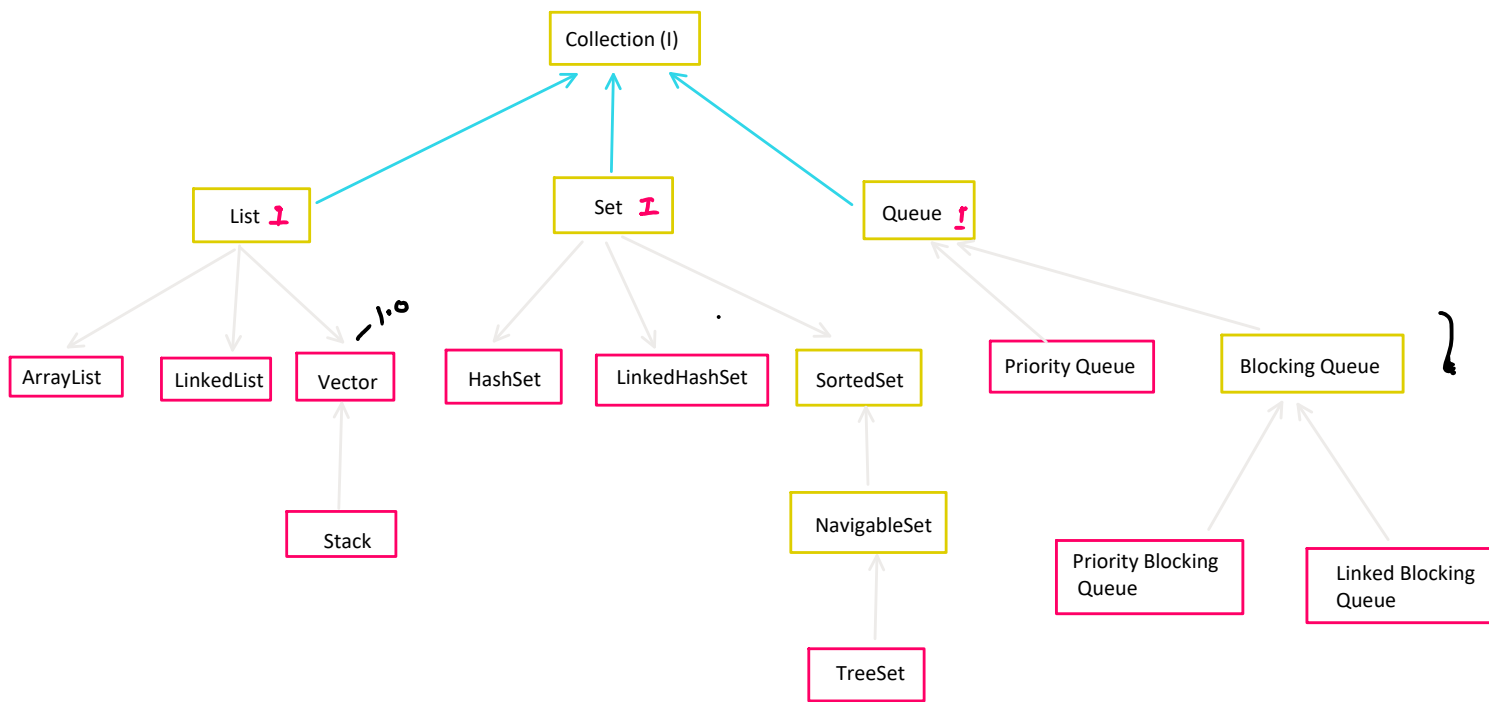 Collection (I)
List I
Set I
Queue I
-1.0
ArrayList
LinkedList
Vector
HashSet
LinkedHashSet
SortedSet
Priority Queue
Blocking Queue
Stack
NavigableSet
Priority Blocking
Queue
Linked Blocking
Queue
TreeSet